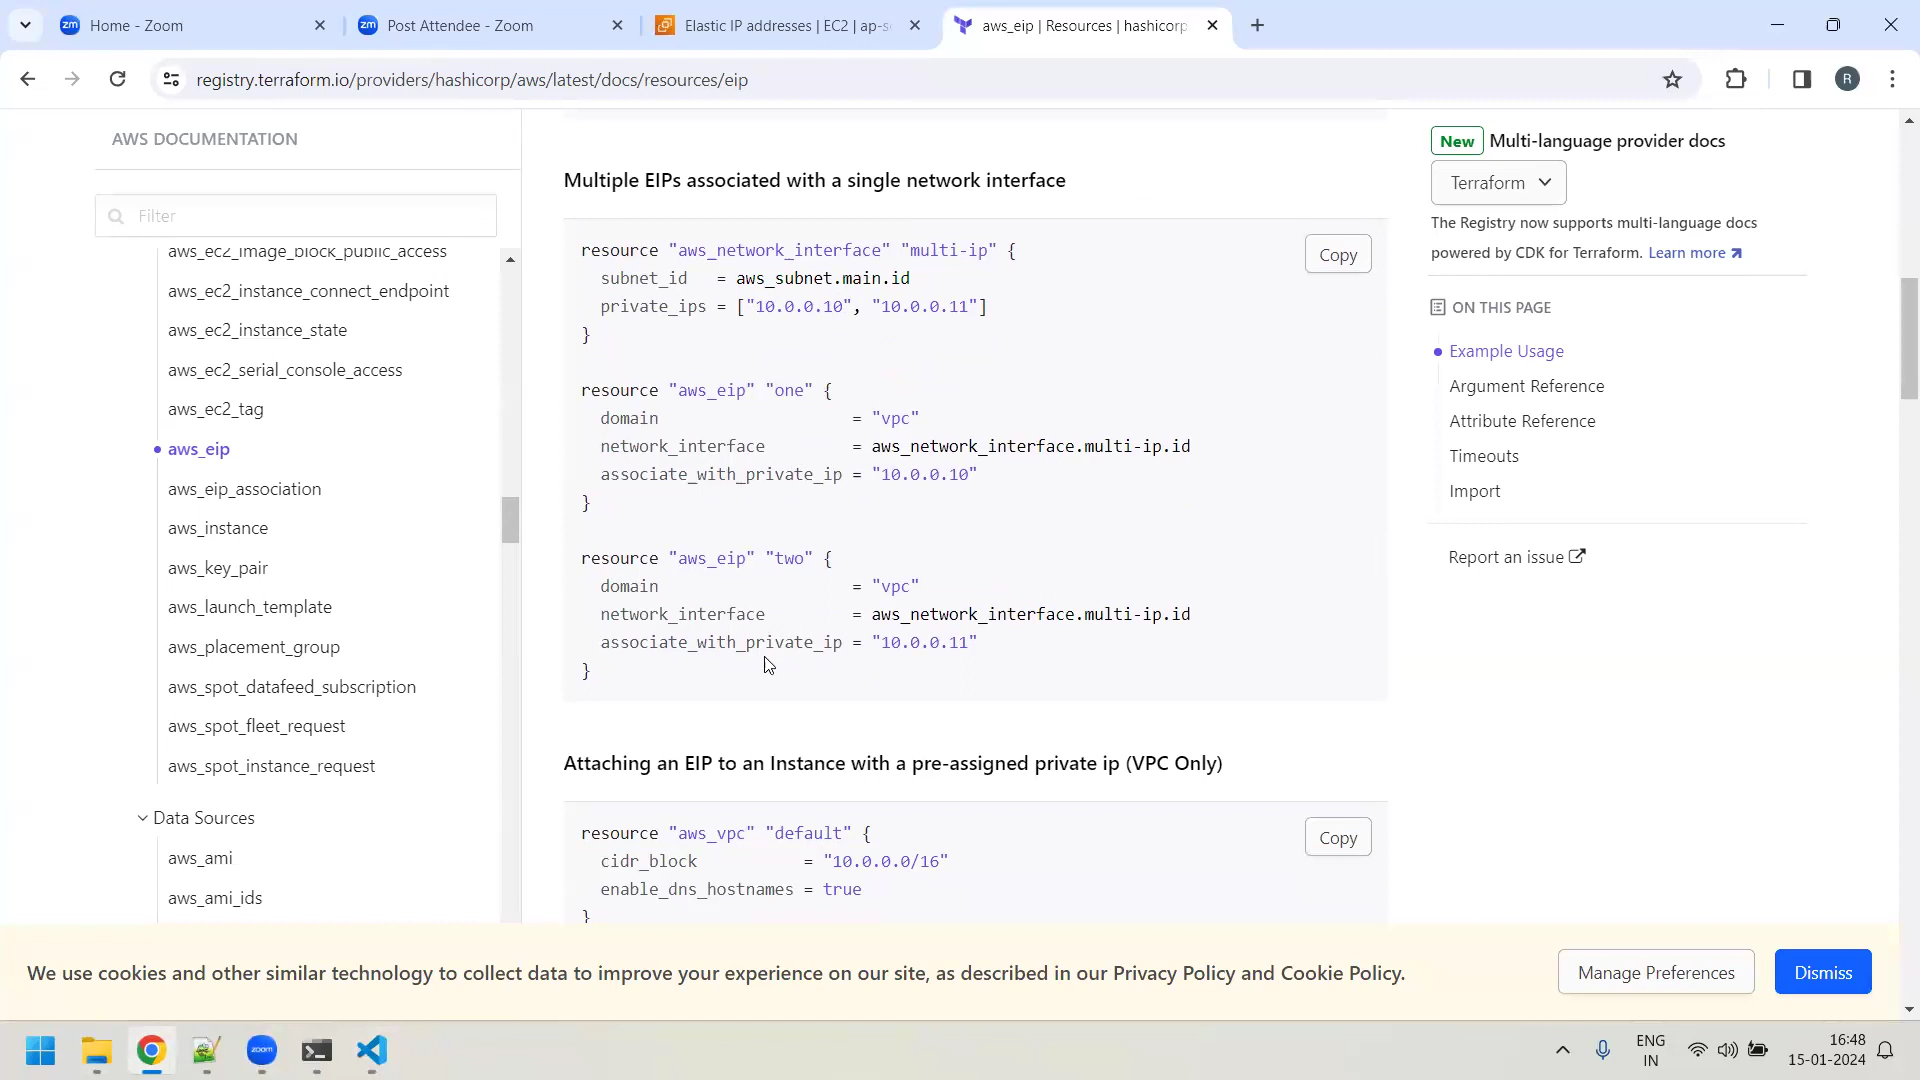 Home - Zoom
Post Attendee - Zoom
Elastic IP addresses | EC2 | ap-s
aws_eip | Resources | hashicorp
registry.terraform.io/providers/hashicorp/aws/latest/docs/resources/eip
R
AWS DOCUMENTATION
Filter
aws_ec2_image_block_public_access
aws_ec2_instance_connect_endpoint
aws_ec2_instance_state
aws_ec2_serial_console_access
aws_ec2_tag
aws_eip
aws_eip_association
aws_instance
aws_key_pair
aws_launch_template
aws_placement_group
aws_spot_datafeed_subscription
aws_spot_fleet_request
aws_spot_instance_request
Data Sources
aws_ami
aws_ami_ids
Multiple EIPs associated with a single network interface
Copy
resource "aws_network_interface" "multi-ip" {
subnet_id = aws_subnet.main.id
private_ips = ["10.0.0.10", "10.0.0.11"]
}
resource "aws_eip" "one" {
domain = "vpc"
network_interface = aws_network_interface.multi-ip.id
associate_with_private_ip = "10.0.0.10"
}
resource "aws_eip" "two" {
domain = "vpc"
network_interface = aws_network_interface.multi-ip.id
associate_with_private_ip = "10.0.0.11"
}
Attaching an EIP to an Instance with a pre-assigned private ip (VPC Only)
Copy
resource "aws_vpc" "default" {
cidr_block = "10.0.0.0/16"
enable_dns_hostnames = true
}
New Multi-language provider docs
Terraform
The Registry now supports multi-language docs
powered by CDK for Terraform. Learn more
ON THIS PAGE
Example Usage
Argument Reference
Attribute Reference
Timeouts
Import
Report an issue
We use cookies and other similar technology to collect data to improve your experience on our site, as described in our Privacy Policy and Cookie Policy.
Manage Preferences
Dismiss
zoom
ENG
IN
16:48
15-01-2024